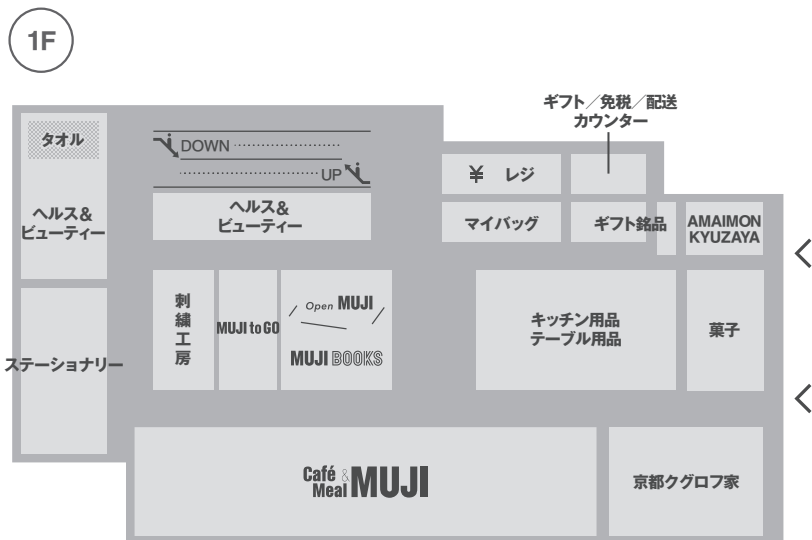 1F
ギフト／免税／配送
カウンター
タオル
DOWN
UP
¥ レジ
ヘルス&
ビューティー
ヘルス&
ビューティー
マイバッグ
ギフト銘品
AMAIMON
KYUZAYA
刺繍工房
MUJI to GO
Open MUJI
MUJI BOOKS
キッチン用品
テーブル用品
菓子
ステーショナリー
Café &
Meal MUJI
京都クグロフ家